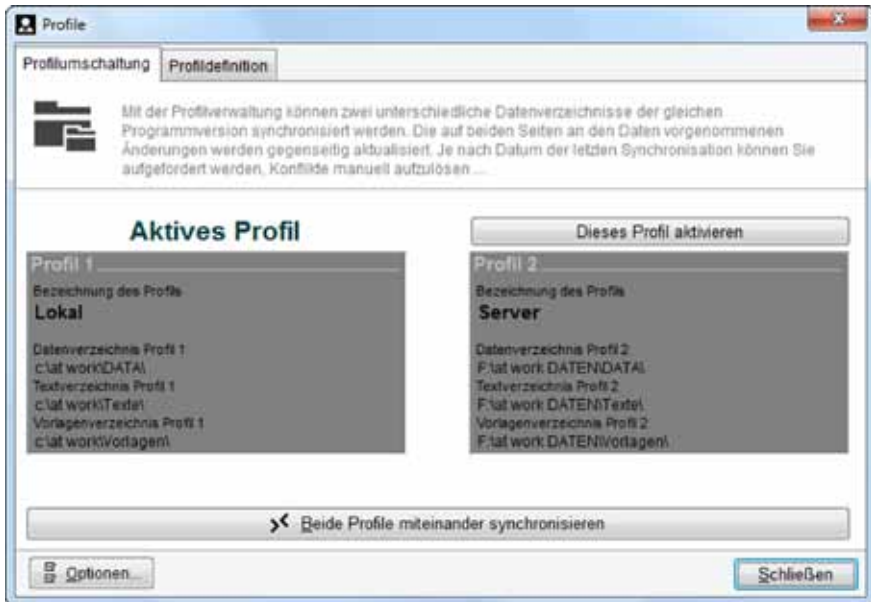 Profile
Profilumschaltung Profildefinition
Mit der Profilverwaltung können zwei unterschiedliche Datenverzeichnisse der gleichen
Programmversion synchronisiert werden. Die auf beiden Seiten an den Daten vorgenommenen
Änderungen werden gegenseitig aktualisiert. Je nach Datum der letzten Synchronisation können Sie
aufgefordert werden, Konflikte manuell aufzulösen ...
Aktives Profil
Profil 1
Bezeichnung des Profils
Lokal
Datenverzeichnis Profil 1
c:\at work\DATA\
Textverzeichnis Profil 1
c:\at work\Texte\
Vorlagenverzeichnis Profil 1
c:\at work\Vorlagen\
Dieses Profil aktivieren
Profil 2
Bezeichnung des Profils
Server
Datenverzeichnis Profil 2
F:\at work DATEN\DATA\
Textverzeichnis Profil 2
F:\at work DATEN\Texte\
Vorlagenverzeichnis Profil 2
F:\at work DATEN\Vorlagen\
Beide Profile miteinander synchronisieren
Optionen...
Schließen